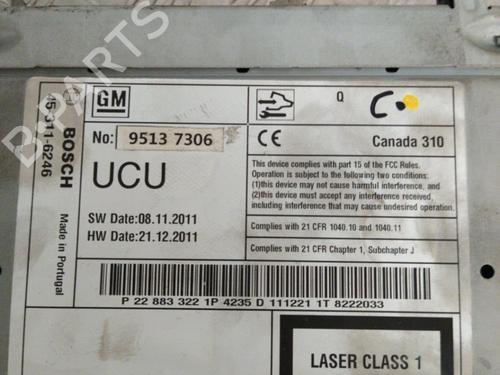 B-PARTS
GM
Q
C
No: 9513 7306
CE
Canada 310
UCU
This device complies with part 15 of the FCC Rules.
Operation is subject to the following two conditions:
(1)this device may not cause harmful interference, and
(2)this device must accept any interference received,
including interference that may cause undesired operation.
SW Date:08.11.2011
HW Date:21.12.2011
Complies with 21 CFR 1040.10 and 1040.11
Complies with 21 CFR Chapter 1, Subchapter J
P 22 883 322 1P 4235 D 111221 1T 8222033
LASER CLASS 1
BOSCH
Made in Portugal
45-311-6246